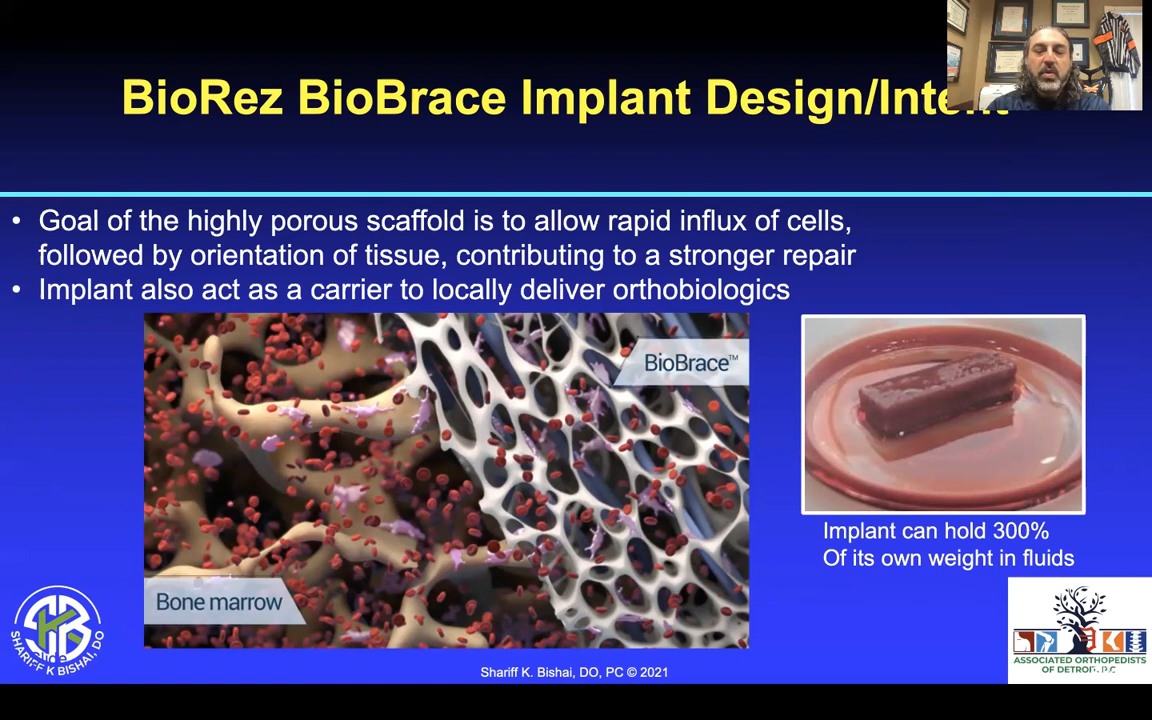 BioRez BioBrace Implant Design/Intent
• Goal of the highly porous scaffold is to allow rapid influx of cells,
followed by orientation of tissue, contributing to a stronger repair
• Implant also act as a carrier to locally deliver orthobiologics
BioBrace™
Bone marrow
Implant can hold 300%
Of its own weight in fluids
SHARIFF K BISHAI, DO
Shariff K. Bishai, DO, PC © 2021
ASSOCIATED ORTHOPEDISTS
OF DETROIT, P.C.